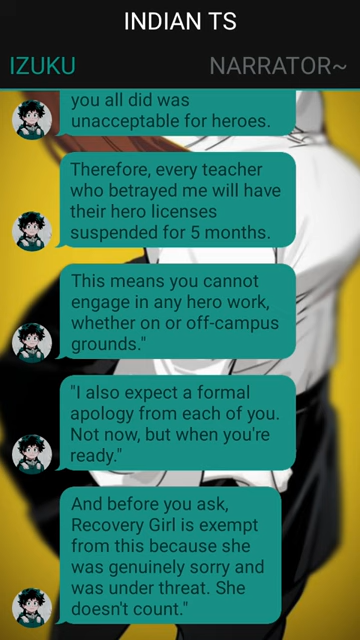 INDIAN TS
IZUKU
NARRATOR~
you all did was
unacceptable for heroes.
Therefore, every teacher
who betrayed me will have
their hero licenses
suspended for 5 months.
This means you cannot
engage in any hero work,
whether on or off-campus
grounds."
"I also expect a formal
apology from each of you.
Not now, but when you're
ready."
And before you ask,
Recovery Girl is exempt
from this because she
was genuinely sorry and
was under threat. She
doesn't count."